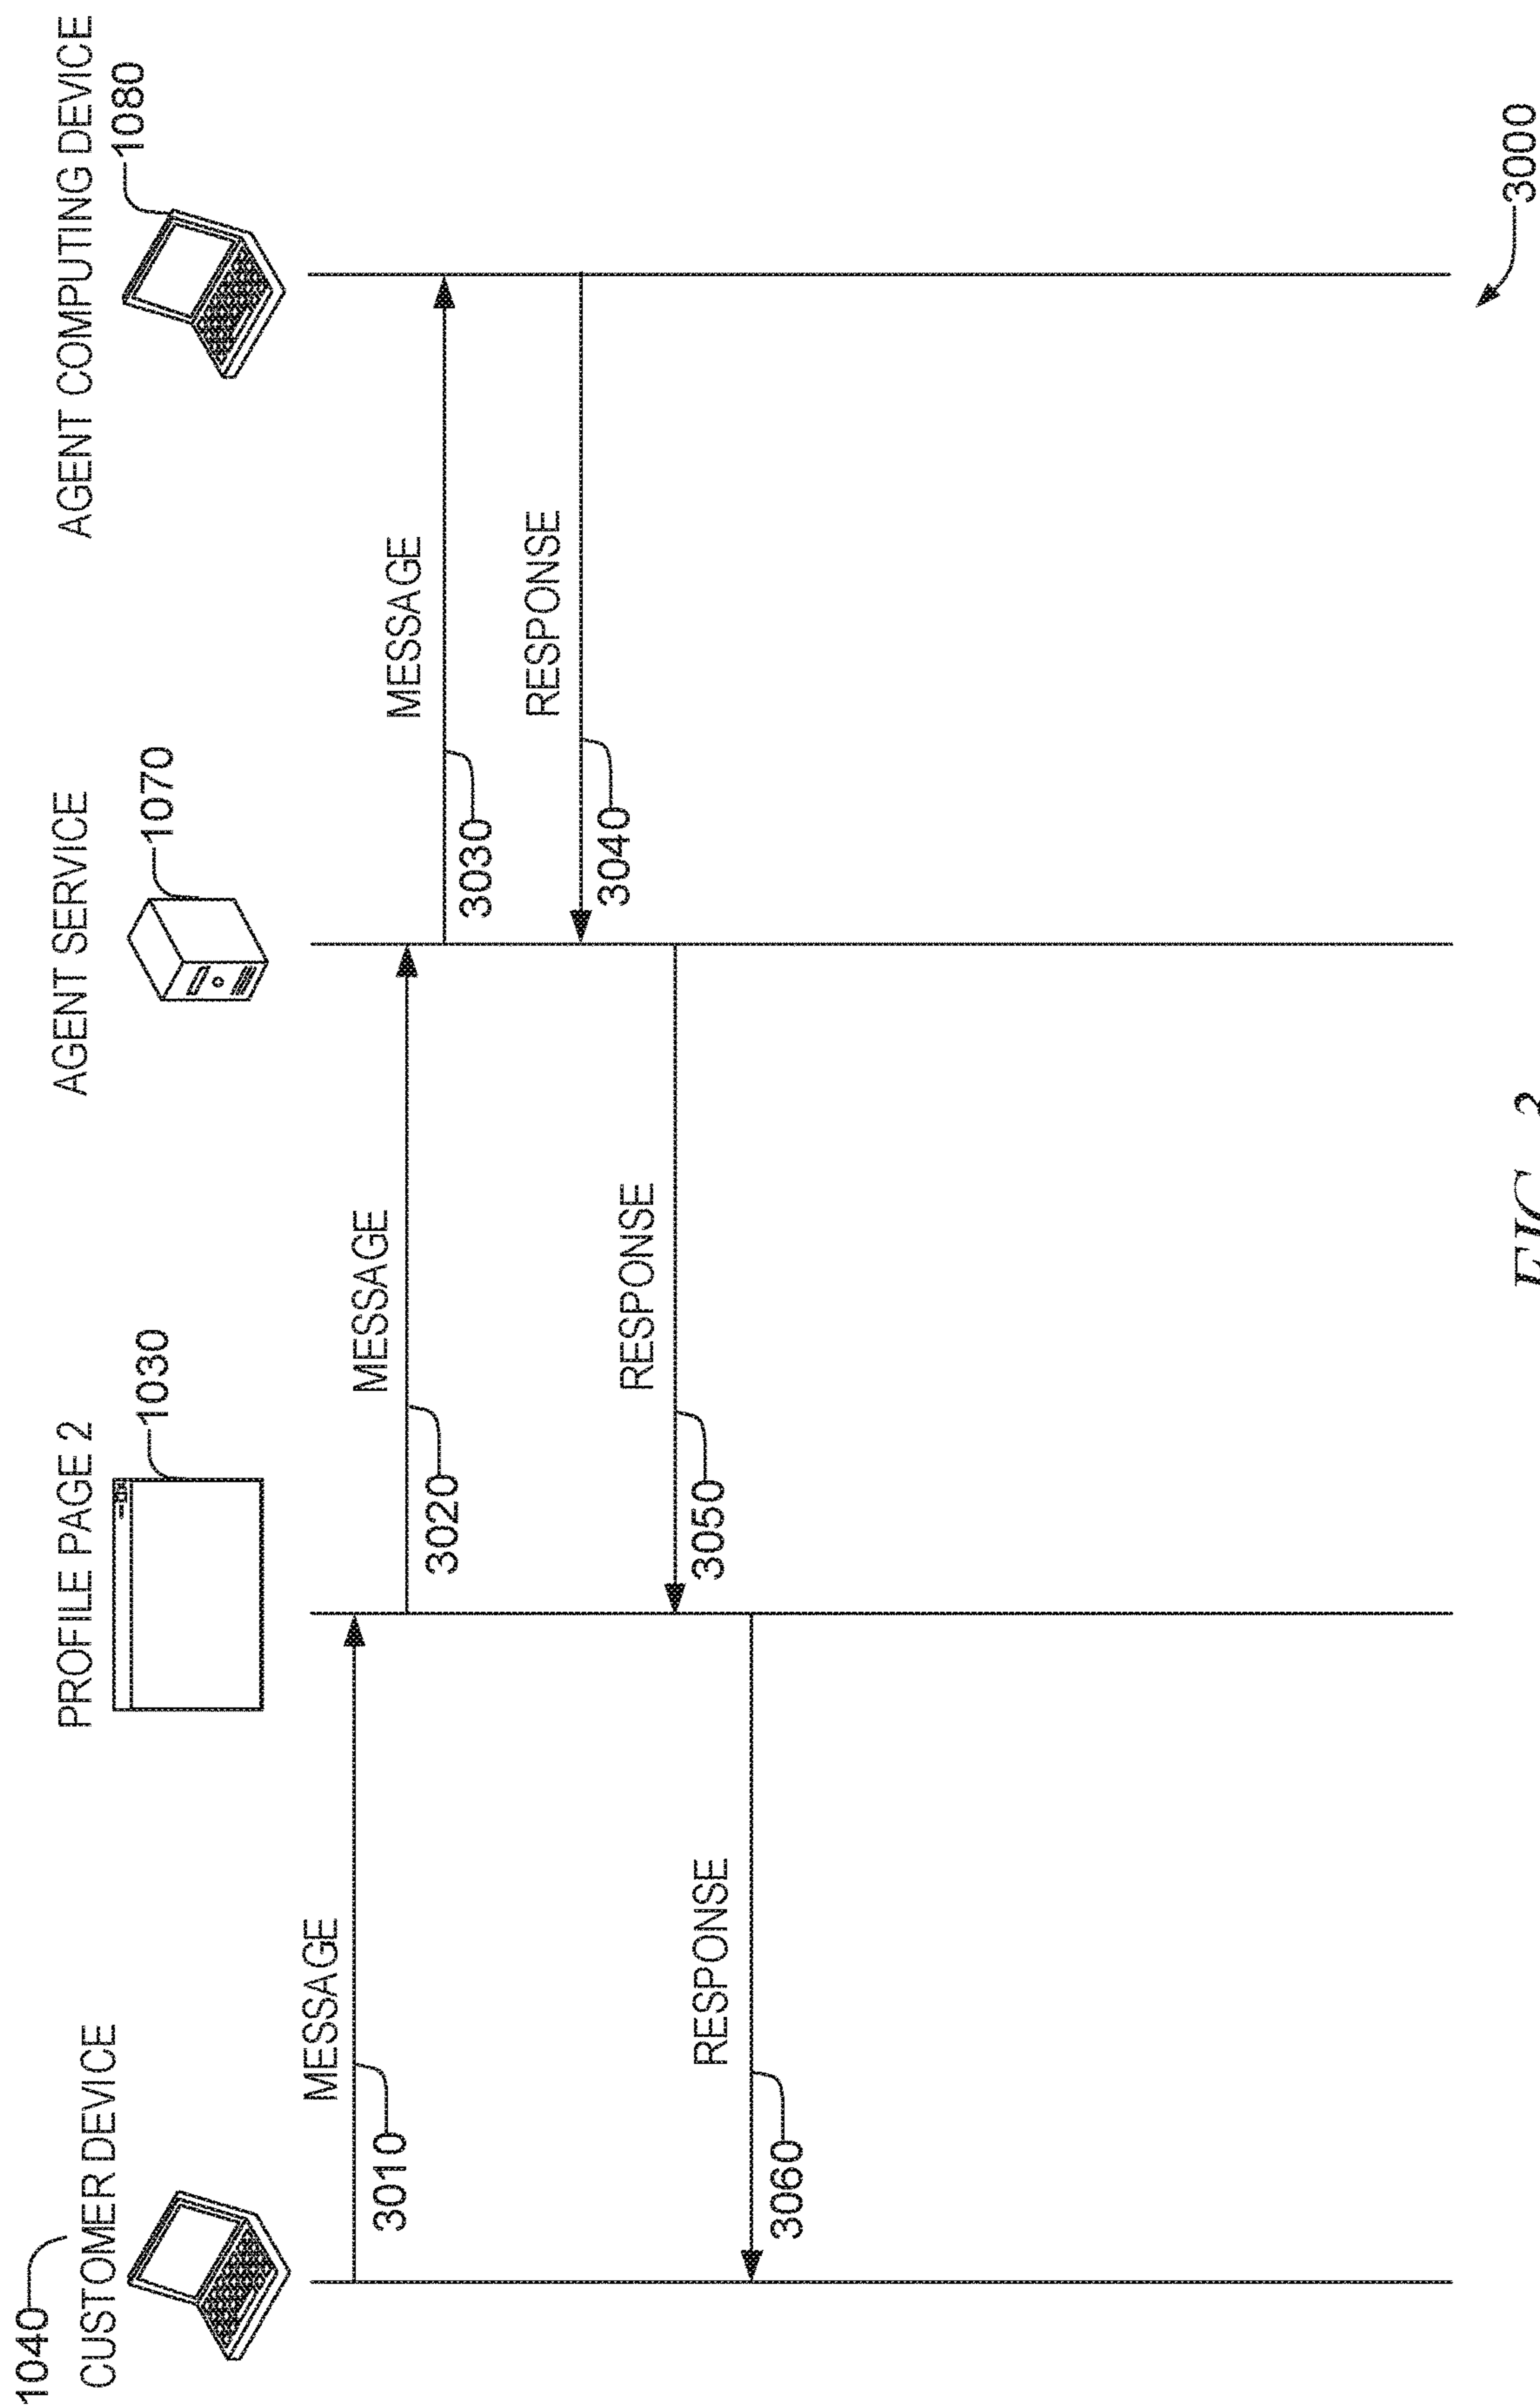 1040
CUSTOMER DEVICE
PROFILE PAGE 2
1030
AGENT SERVICE
1070
AGENT COMPUTING DEVICE
1080
MESSAGE
3010
MESSAGE
3020
MESSAGE
3030
RESPONSE
3040
RESPONSE
3050
RESPONSE
3060
FIG.
3000